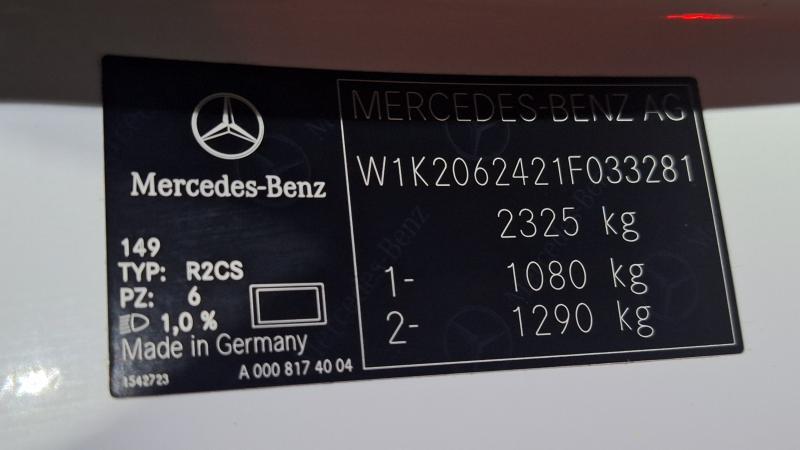 Mercedes-Benz
149
TYP: R2CS
PZ: 6
1,0 %
Made in Germany
1542723
A 000 817 40 04
MERCEDES-BENZ AG
W1K2062421F033281
2325 kg
1- 1080 kg
2- 1290 kg